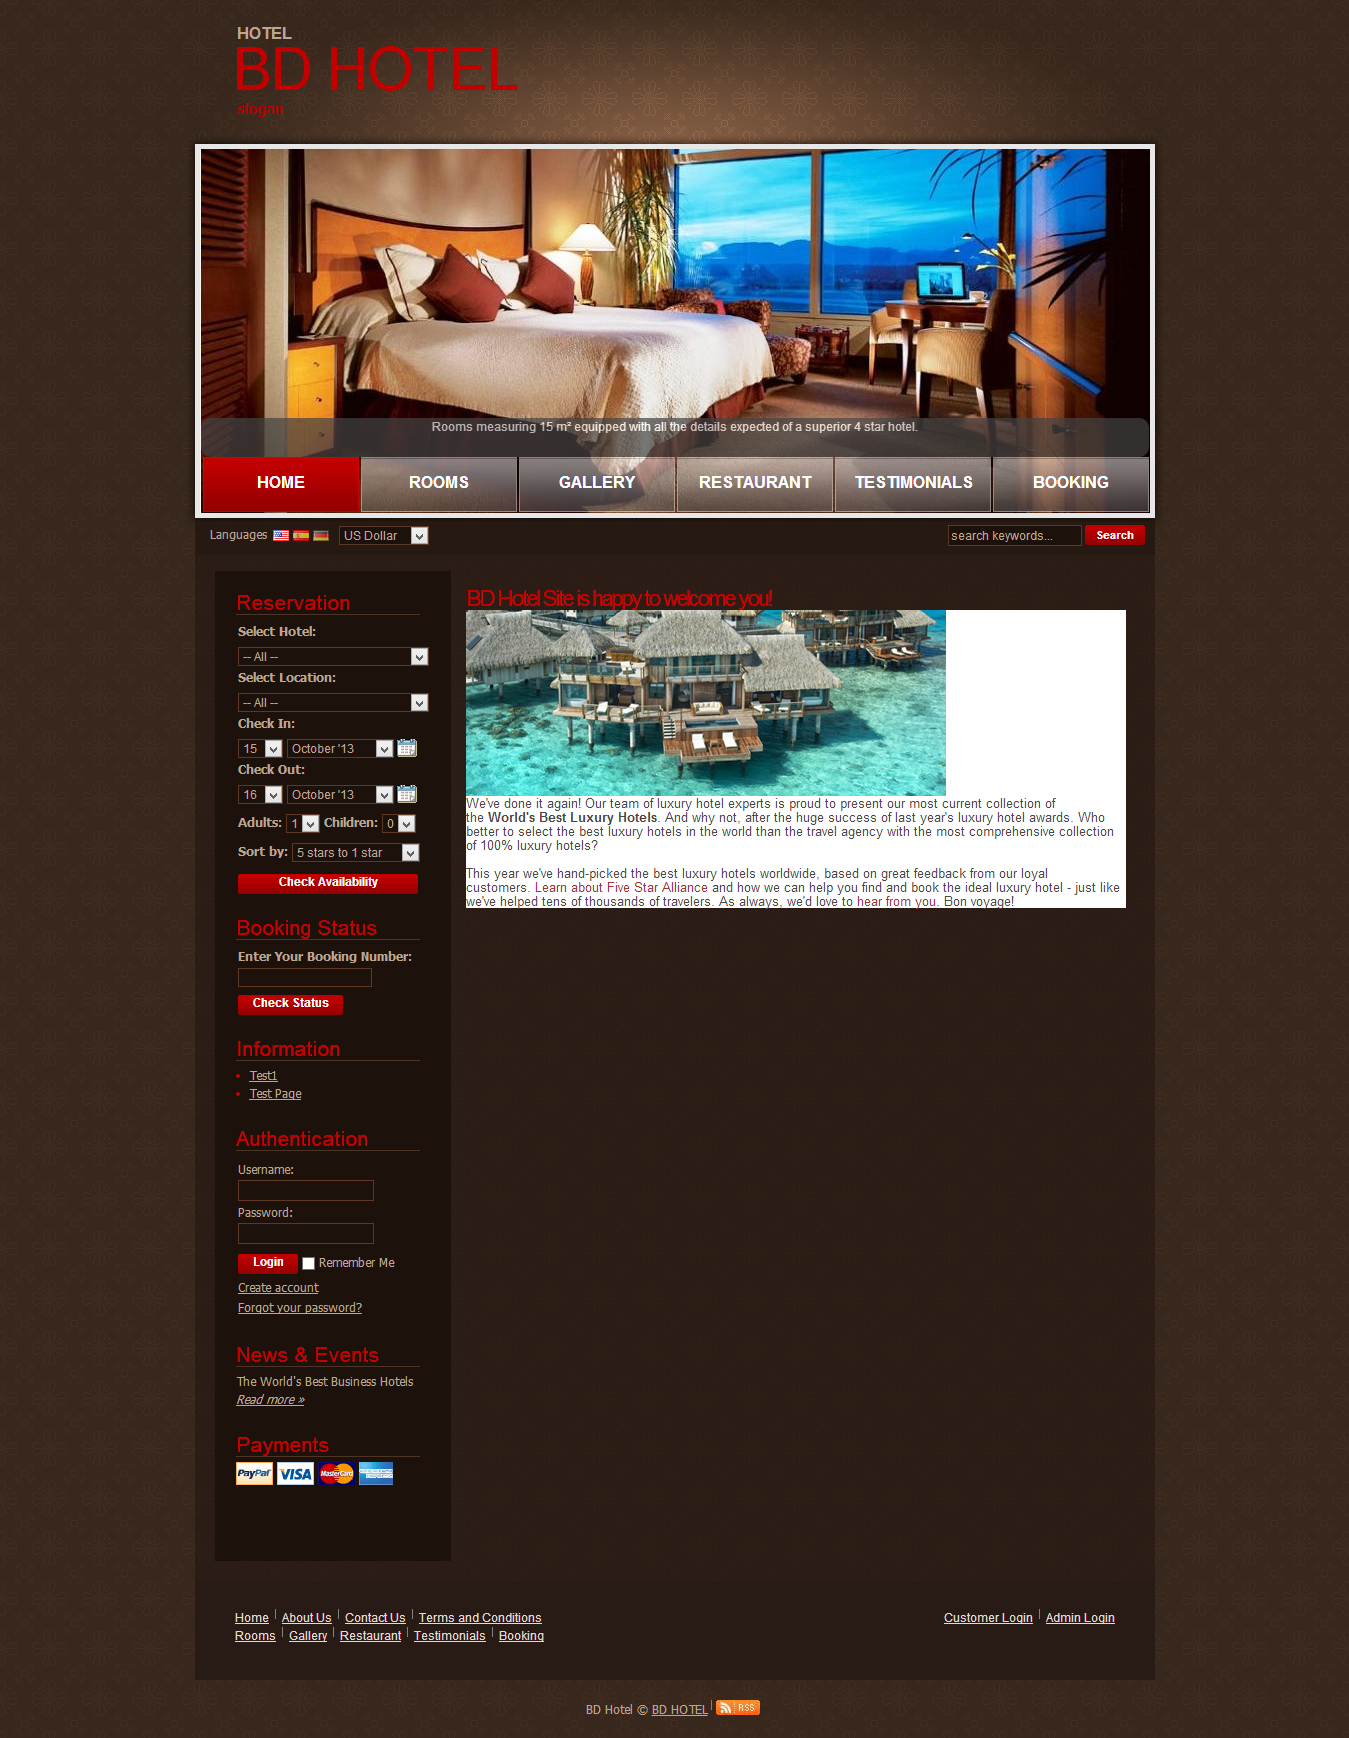 HOTEL
BD HOTEL
slogan
Rooms measuring 15 m² equipped with all the details expected of a superior 4 star hotel.
HOME ROOMS GALLERY RESTAURANT TESTIMONIALS BOOKING
Languages US Dollar search keywords... Search
Reservation
Select Hotel:
-- All --
Select Location:
-- All --
Check In:
15 October '13
Check Out:
16 October '13
Adults: 1 Children: 0
Sort by: 5 stars to 1 star
Check Availability
Booking Status
Enter Your Booking Number:
Check Status
Information
Test1
Test Page
Authentication
Username:
Password:
Login Remember Me
Create account
Forgot your password?
News & Events
The World's Best Business Hotels
Read more »
Payments
PayPal VISA MasterCard
BD Hotel Site is happy to welcome you!
We've done it again! Our team of luxury hotel experts is proud to present our most current collection of
the World's Best Luxury Hotels. And why not, after the huge success of last year's luxury hotel awards. Who
better to select the best luxury hotels in the world than the travel agency with the most comprehensive collection
of 100% luxury hotels?
This year we've hand-picked the best luxury hotels worldwide, based on great feedback from our loyal
customers. Learn about Five Star Alliance and how we can help you find and book the ideal luxury hotel - just like
we've helped tens of thousands of travelers. As always, we'd love to hear from you. Bon voyage!
Home About Us Contact Us Terms and Conditions
Rooms Gallery Restaurant Testimonials Booking
Customer Login Admin Login
BD Hotel © BD HOTEL RSS